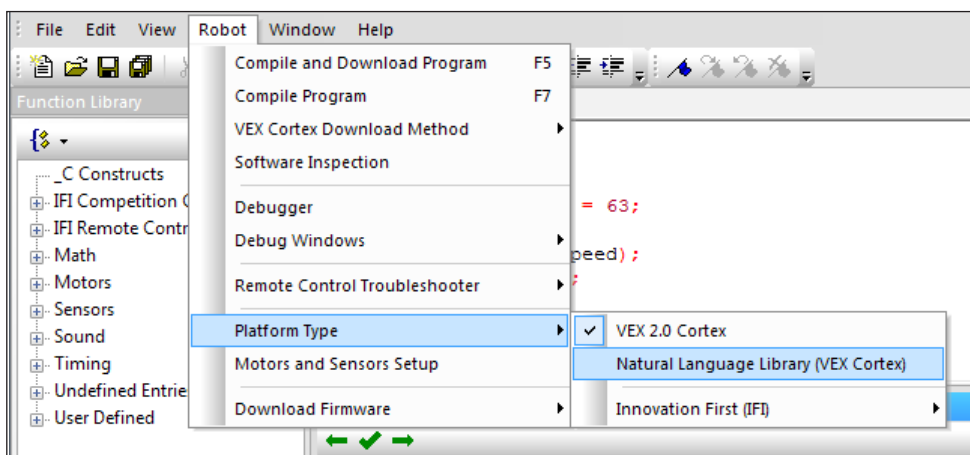 File Edit View Robot Window Help
Function Library
_C Constructs
IFI Competition
IFI Remote Contr
Math
Motors
Sensors
Sound
Timing
Undefined Entrie
User Defined
Compile and Download Program F5
Compile Program F7
VEX Cortex Download Method
Software Inspection
Debugger
Debug Windows
Remote Control Troubleshooter
Platform Type
Motors and Sensors Setup
Download Firmware
= 63;
peed);
;
VEX 2.0 Cortex
Natural Language Library (VEX Cortex)
Innovation First (IFI)